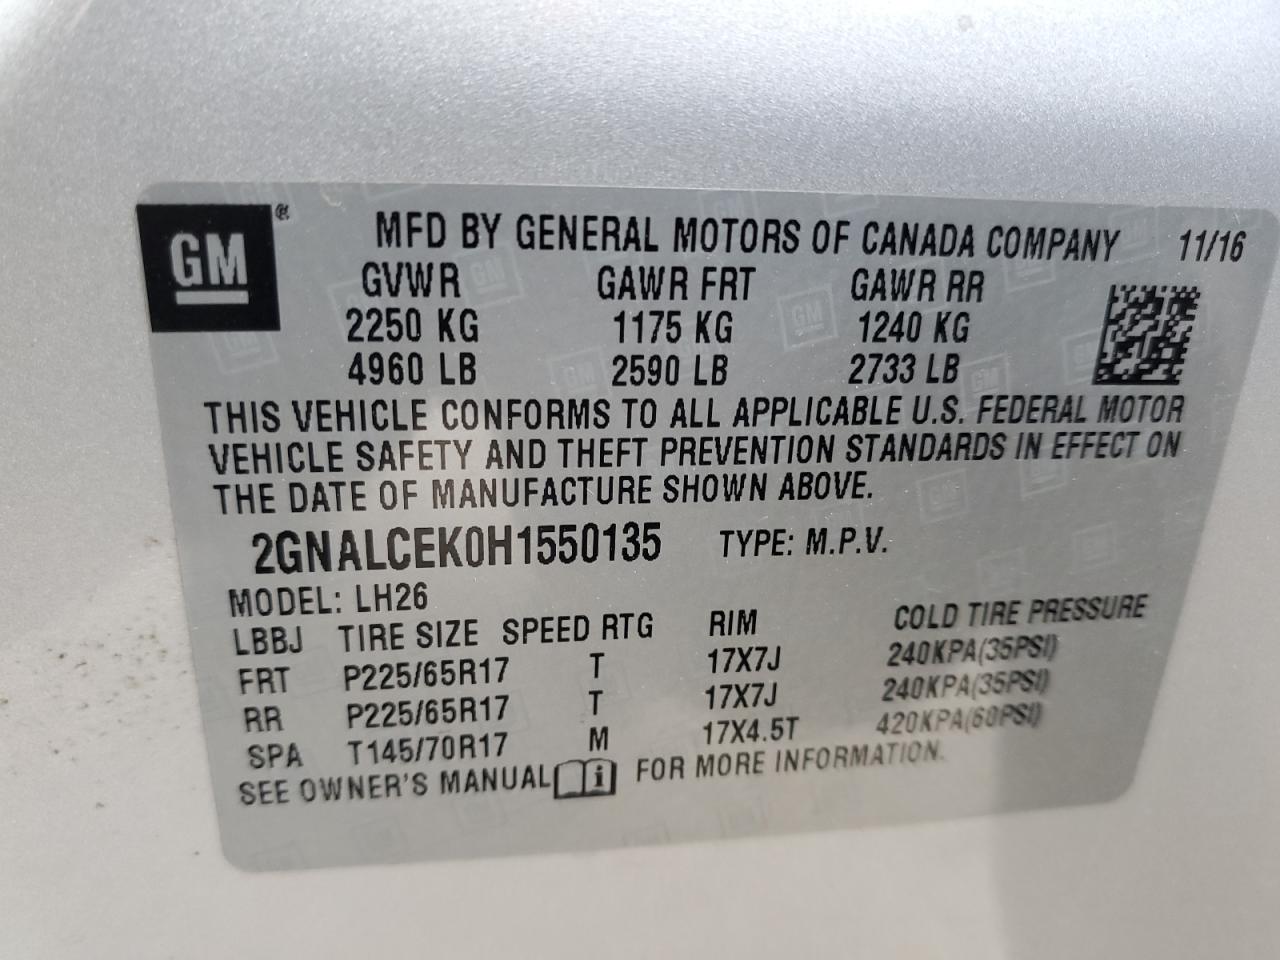 GM®
MFD BY GENERAL MOTORS OF CANADA COMPANY 11/16
GVWR GAWR FRT GAWR RR
2250 KG 1175 KG 1240 KG
4960 LB 2590 LB 2733 LB
THIS VEHICLE CONFORMS TO ALL APPLICABLE U.S. FEDERAL MOTOR
VEHICLE SAFETY AND THEFT PREVENTION STANDARDS IN EFFECT ON
THE DATE OF MANUFACTURE SHOWN ABOVE.
2GNALCEK0H1550135 TYPE: M.P.V.
MODEL: LH26
LBBJ TIRE SIZE SPEED RTG RIM COLD TIRE PRESSURE
FRT P225/65R17 T 17X7J 240KPA(35PSI)
RR P225/65R17 T 17X7J 240KPA(35PSI)
SPA T145/70R17 M 17X4.5T 420KPA(60PSI)
SEE OWNER'S MANUAL i FOR MORE INFORMATION.